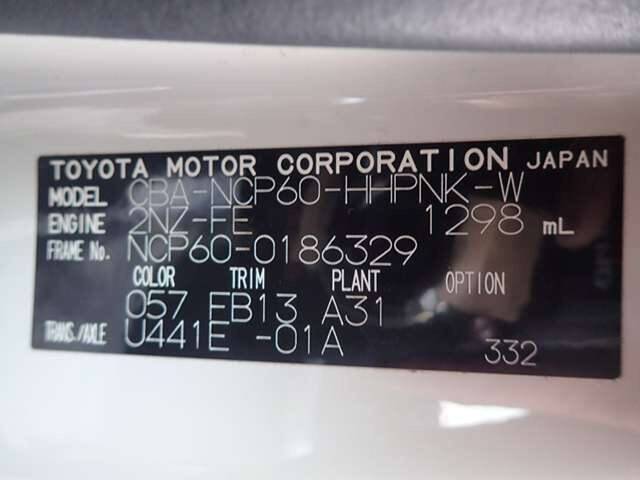 TOYOTA MOTOR CORPORATION JAPAN
MODEL CBA-NCP60-HHPNK-W
ENGINE 2NZ-FE 1298 mL
FRAME No. NCP60-0186329
COLOR TRIM PLANT OPTION
057 FB13 A31
TRANS./AXLE U441E -01A
332